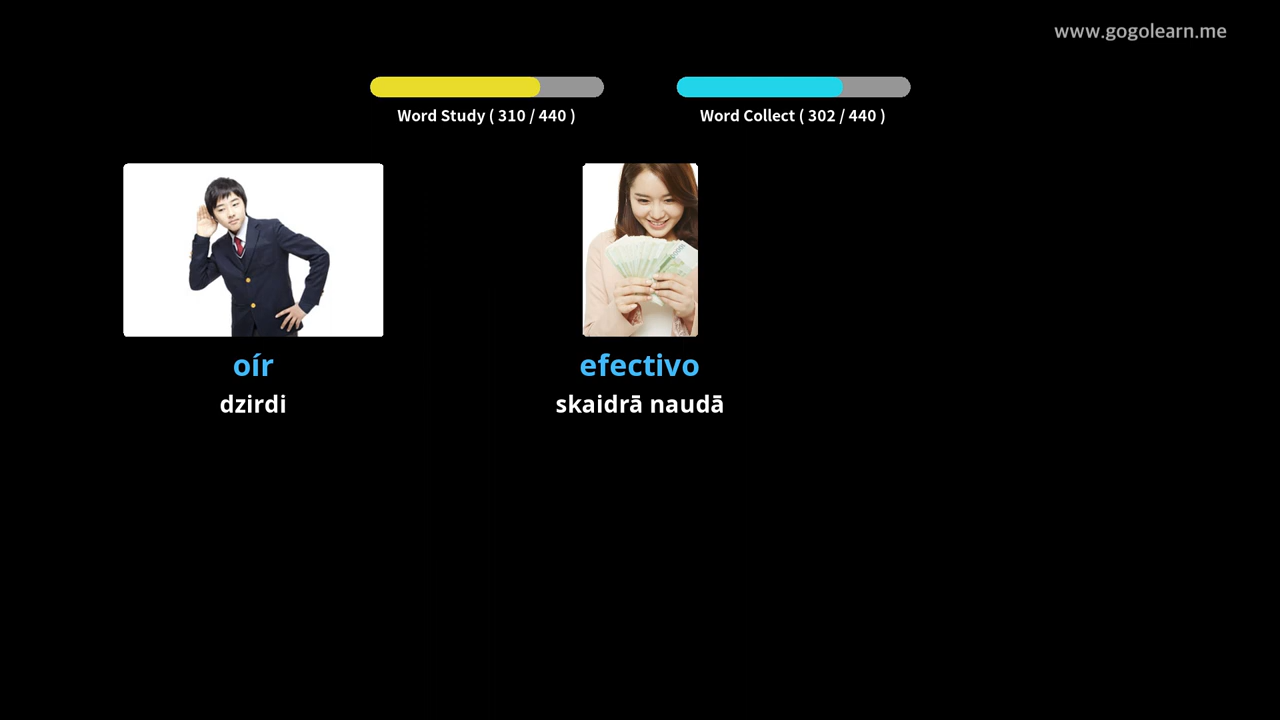 www.gogolearn.me
Word Study ( 310 / 440 )
Word Collect ( 302 / 440 )
oír
dzirdi
efectivo
skaidrā naudā